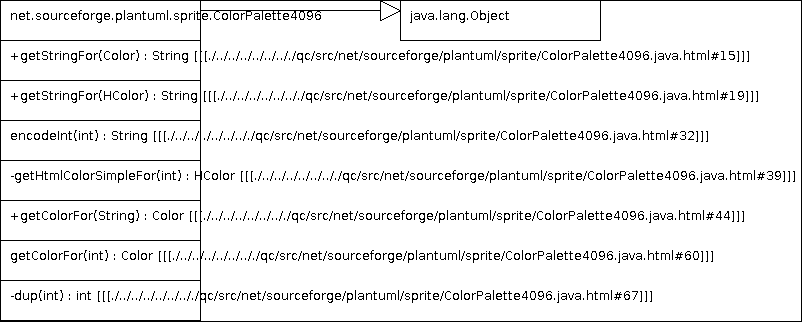 net.sourceforge.plantuml.sprite.ColorPalette4096
java.lang.Object
+getStringFor(Color) : String [[[./../../../../../../../qc/src/net/sourceforge/plantuml/sprite/ColorPalette4096.java.html#15]]]
+getStringFor(HColor) : String [[[./../../../../../../../qc/src/net/sourceforge/plantuml/sprite/ColorPalette4096.java.html#19]]]
encodeInt(int) : String [[[./../../../../../../../qc/src/net/sourceforge/plantuml/sprite/ColorPalette4096.java.html#32]]]
-getHtmlColorSimpleFor(int) : HColor [[[./../../../../../../../qc/src/net/sourceforge/plantuml/sprite/ColorPalette4096.java.html#39]]]
+getColorFor(String) : Color [[[./../../../../../../../qc/src/net/sourceforge/plantuml/sprite/ColorPalette4096.java.html#44]]]
getColorFor(int) : Color [[[./../../../../../../../qc/src/net/sourceforge/plantuml/sprite/ColorPalette4096.java.html#60]]]
-dup(int) : int [[[./../../../../../../../qc/src/net/sourceforge/plantuml/sprite/ColorPalette4096.java.html#67]]]